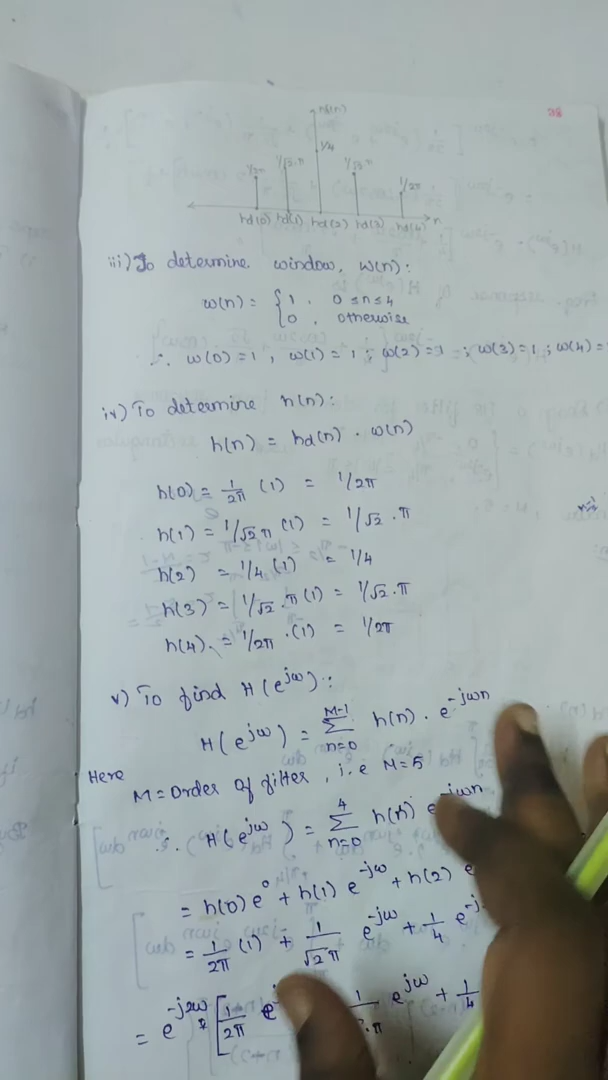 h(n)
28
1/2π 1/√2.π 1/4 1/√2 π 1/2π
hd(0) hd(1) hd(2) hd(3) hd(4) n
iii) To determine window, w(n):
w(n) = { 1, 0 ≤ n ≤ 4
0, otherwise
∴ w(0) = 1, w(1) = 1; w(2) = 1; w(3) = 1; w(4) =
iv) To determine h(n):
h(n) = hd(n) . w(n)
h(0) = 1/2π (1) = 1/2π
h(1) = 1/√2 π (1) = 1/√2 . π
h(2) = 1/4 (1) = 1/4
h(3) = 1/√2 . π (1) = 1/√2 . π
h(4) = 1/2π . (1) = 1/2π
v) To find H(e^jω):
H(e^jω) = Σ_{n=0}^{M-1} h(n) . e^-jωn
Here
M = Order of filter, i.e M = 5
∴ H(e^jω) = Σ_{n=0}^{4} h(n) e^-jωn
= h(0) e^0 + h(1) e^-jω + h(2) e
= 1/2π (1) + 1/√2 π e^-jω + 1/4 e^-j
= e^-j2ω [ 1/2π e π e^jω + 1/4